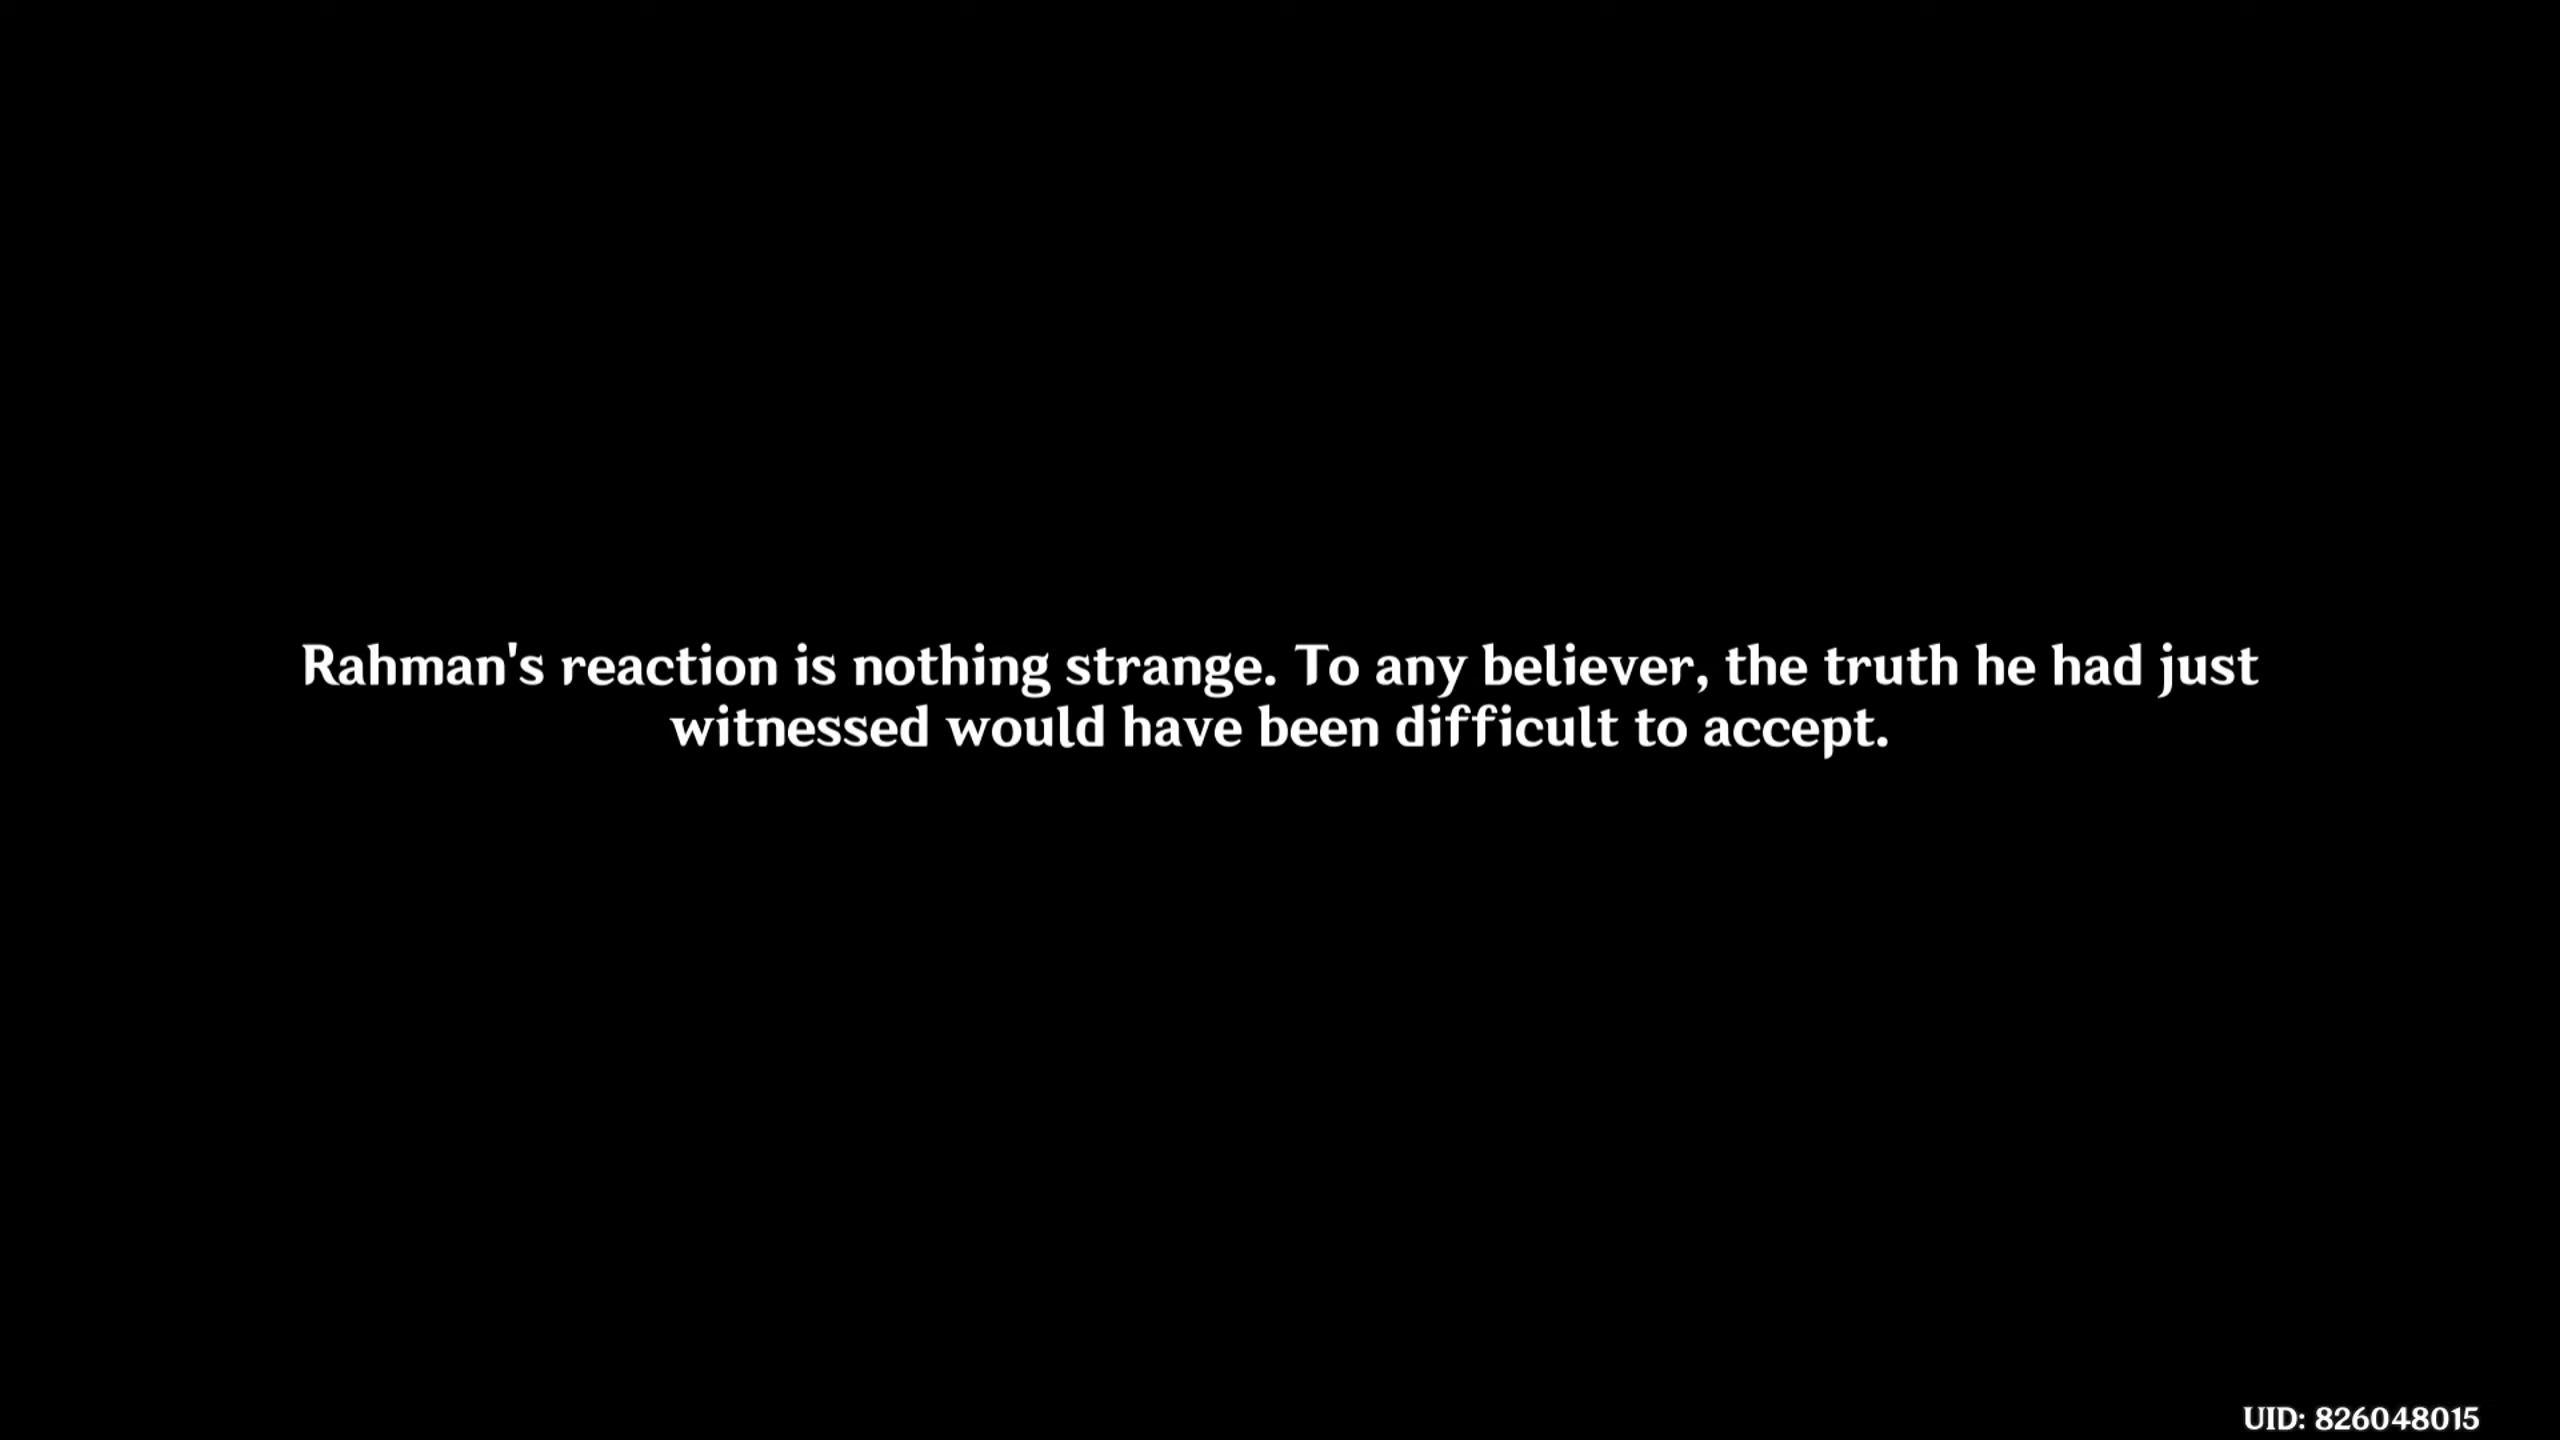 Rahman's reaction is nothing strange. To any believer, the truth he had just
witnessed would have been difficult to accept.
UID: 826048015